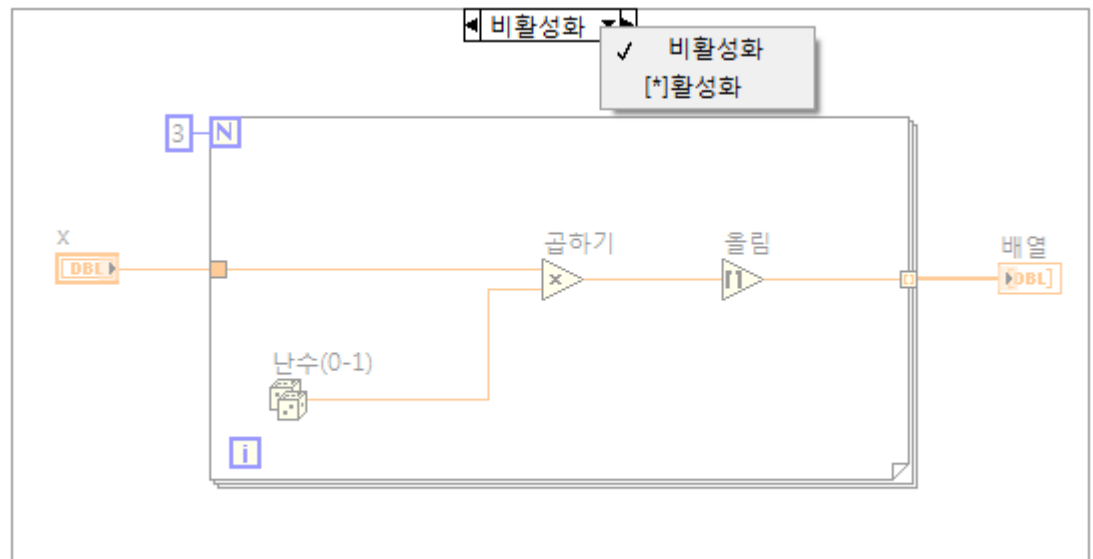 비활성화
✓ 비활성화
[*]활성화
3 N
x
DBL
곱하기
×
올림
배열
[DBL]
난수(0-1)
i